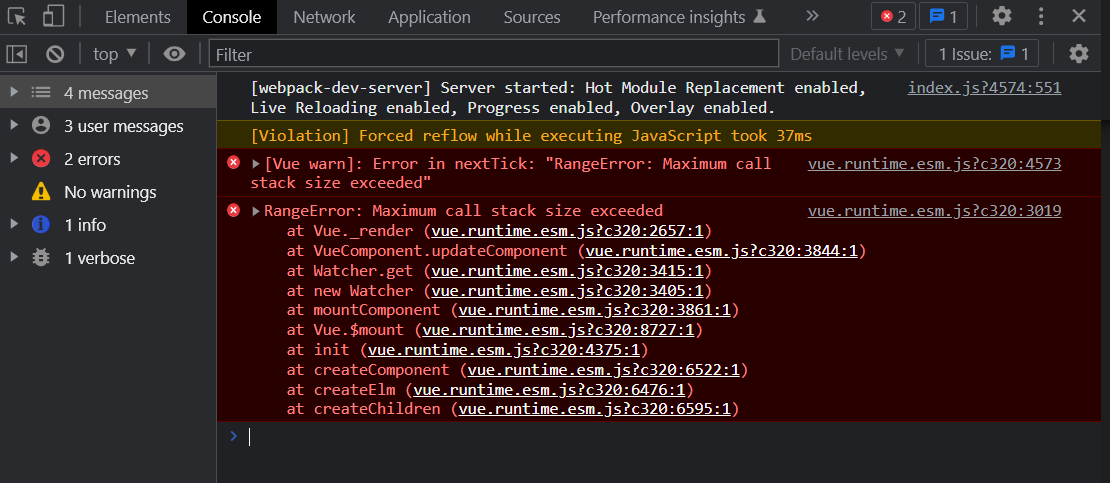 Elements Console Network Application Sources Performance insights 2 1
top Filter Default levels 1 Issue: 1
4 messages
3 user messages
2 errors
No warnings
1 info
1 verbose
[webpack-dev-server] Server started: Hot Module Replacement enabled, index.js?4574:551
Live Reloading enabled, Progress enabled, Overlay enabled.
[Violation] Forced reflow while executing JavaScript took 37ms
[Vue warn]: Error in nextTick: "RangeError: Maximum call vue.runtime.esm.js?c320:4573
stack size exceeded"
RangeError: Maximum call stack size exceeded vue.runtime.esm.js?c320:3019
at Vue._render (vue.runtime.esm.js?c320:2657:1)
at VueComponent.updateComponent (vue.runtime.esm.js?c320:3844:1)
at Watcher.get (vue.runtime.esm.js?c320:3415:1)
at new Watcher (vue.runtime.esm.js?c320:3405:1)
at mountComponent (vue.runtime.esm.js?c320:3861:1)
at Vue.$mount (vue.runtime.esm.js?c320:8727:1)
at init (vue.runtime.esm.js?c320:4375:1)
at createComponent (vue.runtime.esm.js?c320:6522:1)
at createElm (vue.runtime.esm.js?c320:6476:1)
at createChildren (vue.runtime.esm.js?c320:6595:1)